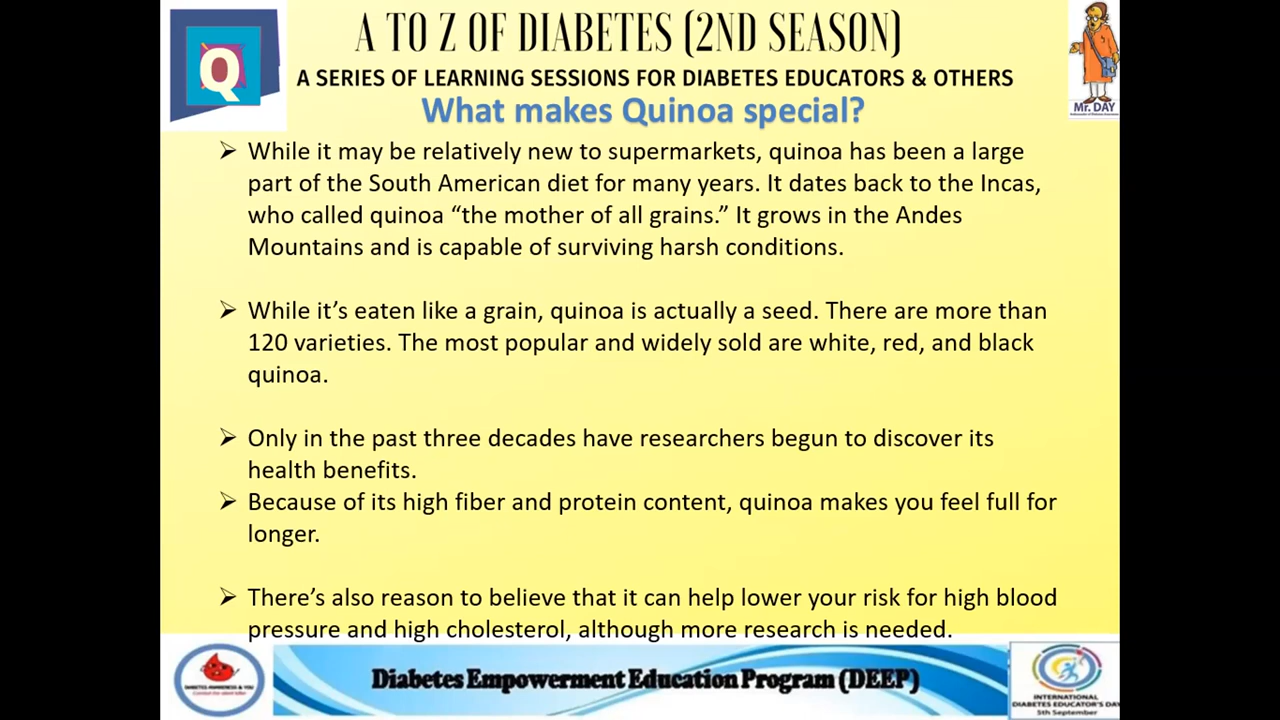 Q
A TO Z OF DIABETES (2ND SEASON)
A SERIES OF LEARNING SESSIONS FOR DIABETES EDUCATORS & OTHERS
Mr. DAY
What makes Quinoa special?
➢ While it may be relatively new to supermarkets, quinoa has been a large
part of the South American diet for many years. It dates back to the Incas,
who called quinoa “the mother of all grains.” It grows in the Andes
Mountains and is capable of surviving harsh conditions.
➢ While it’s eaten like a grain, quinoa is actually a seed. There are more than
120 varieties. The most popular and widely sold are white, red, and black
quinoa.
➢ Only in the past three decades have researchers begun to discover its
health benefits.
➢ Because of its high fiber and protein content, quinoa makes you feel full for
longer.
➢ There’s also reason to believe that it can help lower your risk for high blood
pressure and high cholesterol, although more research is needed.
DIABETES AWARENESS & YOU
Diabetes Empowerment Education Program (DEEP)
INTERNATIONAL
DIABETES EDUCATOR'S DAY
5th September